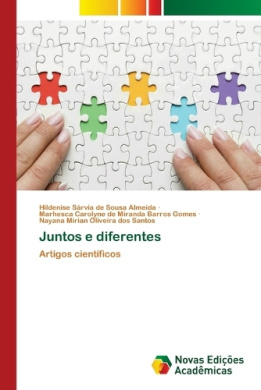 Hildenise Sárvia de Sousa Almeida ·
Marhesca Carolyne de Miranda Barros Gomes ·
Nayana Mirian Oliveira dos Santos
Juntos e diferentes
Artigos científicos
Novas Edições
Acadêmicas